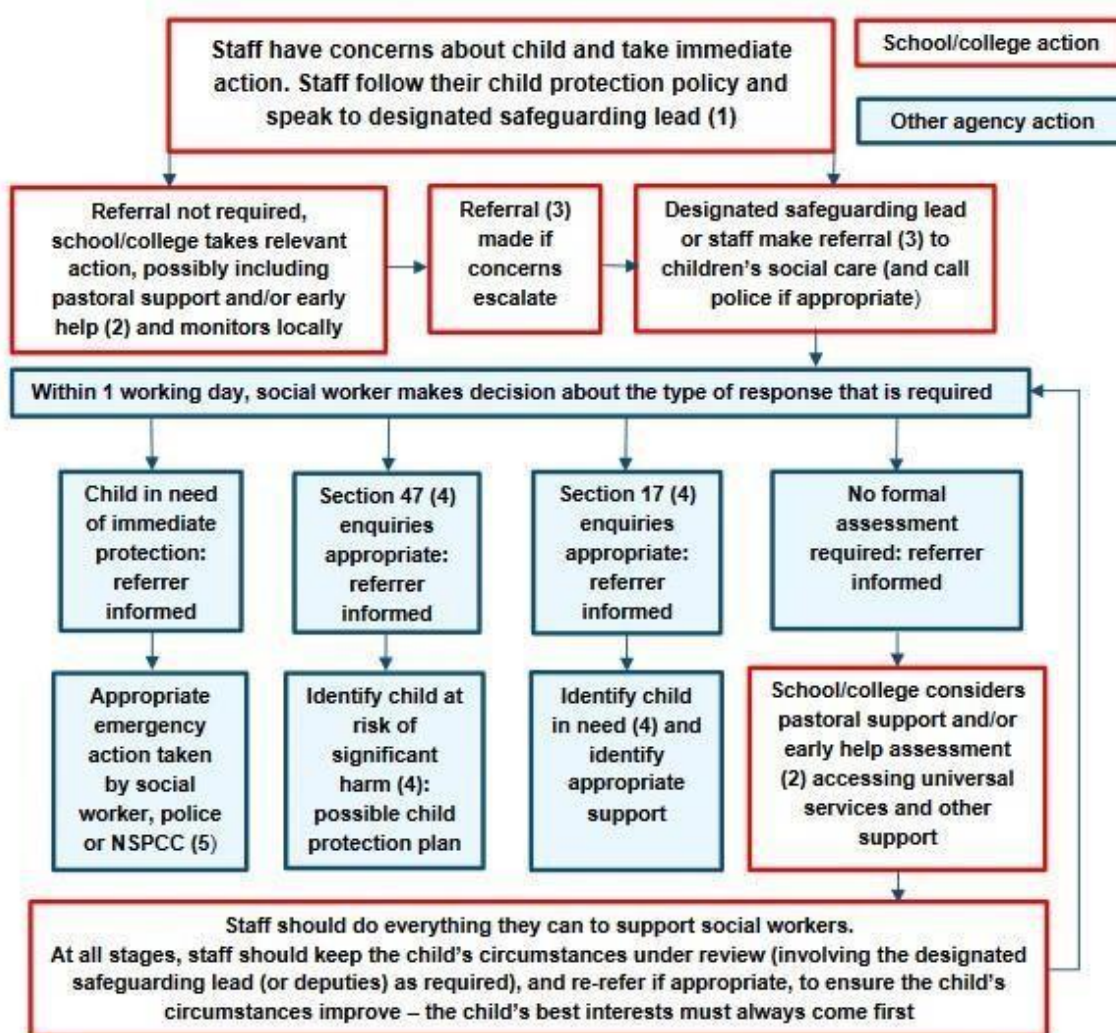 Staff have concerns about child and take immediate
action. Staff follow their child protection policy and
speak to designated safeguarding lead (1)
School/college action
Other agency action
Referral not required,
school/college takes relevant
action, possibly including
pastoral support and/or early
help (2) and monitors locally
Referral (3)
made if
concerns
escalate
Designated safeguarding lead
or staff make referral (3) to
children’s social care (and call
police if appropriate)
Within 1 working day, social worker makes decision about the type of response that is required
Child in need
of immediate
protection:
referrer
informed
Section 47 (4)
enquiries
appropriate:
referrer
informed
Section 17 (4)
enquiries
appropriate:
referrer
informed
No formal
assessment
required: referrer
informed
Appropriate
emergency
action taken
by social
worker, police
or NSPCC (5)
Identify child at
risk of
significant
harm (4):
possible child
protection plan
Identify child
in need (4) and
identify
appropriate
support
School/college considers
pastoral support and/or
early help assessment
(2) accessing universal
services and other
support
Staff should do everything they can to support social workers.
At all stages, staff should keep the child’s circumstances under review (involving the designated
safeguarding lead (or deputies) as required), and re-refer if appropriate, to ensure the child’s
circumstances improve – the child’s best interests must always come first